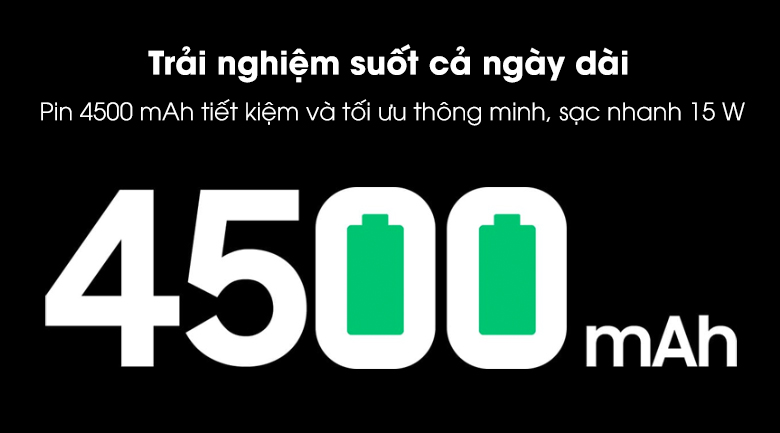 Trải nghiệm suốt cả ngày dài
Pin 4500 mAh tiết kiệm và tối ưu thông minh, sạc nhanh 15 W
4500 mAh